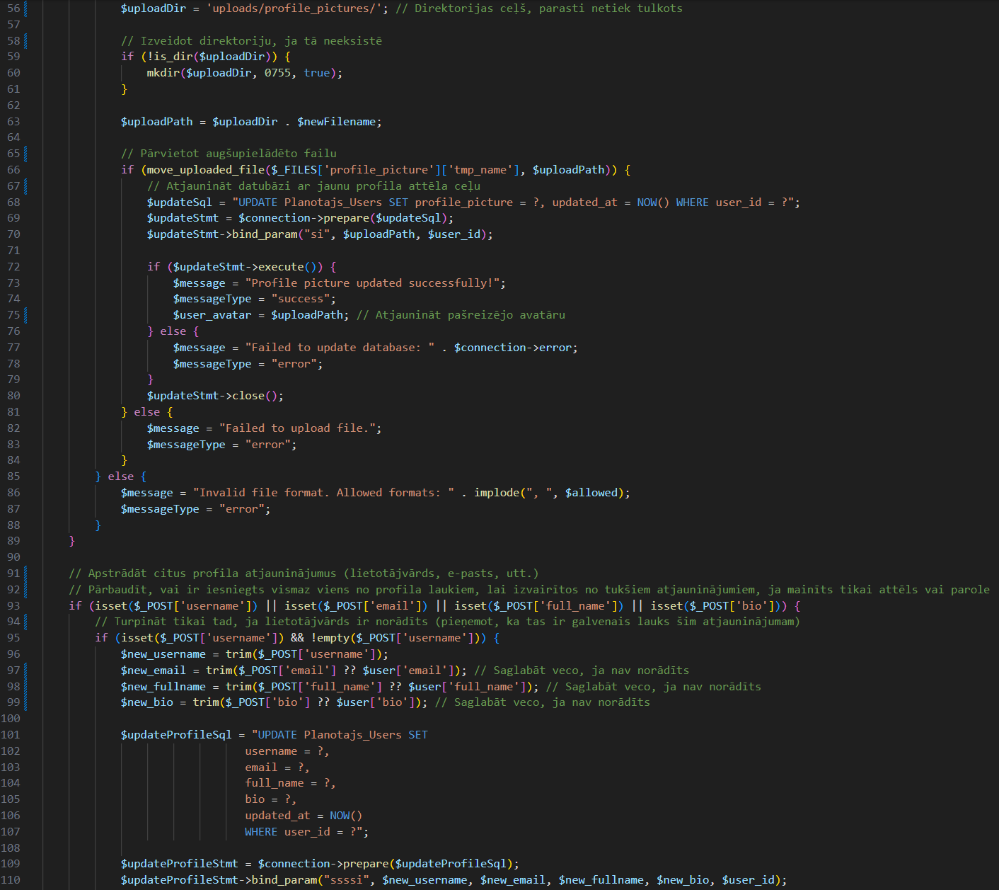 56 $uploadDir = 'uploads/profile_pictures/'; // Direktorijas ceļš, parasti netiek tulkots
57
58 // Izveidot direktoriju, ja tā neeksistē
59 if (!is_dir($uploadDir)) {
60 mkdir($uploadDir, 0755, true);
61 }
62
63 $uploadPath = $uploadDir . $newFilename;
64
65 // Pārvietot augšupielādēto failu
66 if (move_uploaded_file($_FILES['profile_picture']['tmp_name'], $uploadPath)) {
67 // Atjaunināt datubāzi ar jaunu profila attēla ceļu
68 $updateSql = "UPDATE Planotajs_Users SET profile_picture = ?, updated_at = NOW() WHERE user_id = ?";
69 $updateStmt = $connection->prepare($updateSql);
70 $updateStmt->bind_param("si", $uploadPath, $user_id);
71
72 if ($updateStmt->execute()) {
73 $message = "Profile picture updated successfully!";
74 $messageType = "success";
75 $user_avatar = $uploadPath; // Atjaunināt pašreizējo avatāru
76 } else {
77 $message = "Failed to update database: " . $connection->error;
78 $messageType = "error";
79 }
80 $updateStmt->close();
81 } else {
82 $message = "Failed to upload file.";
83 $messageType = "error";
84 }
85 } else {
86 $message = "Invalid file format. Allowed formats: " . implode(", ", $allowed);
87 $messageType = "error";
88 }
89 }
90
91 // Apstrādāt citus profila atjauninājumus (lietotājvārds, e-pasts, utt.)
92 // Pārbaudīt, vai ir iesniegts vismaz viens no profila laukiem, lai izvairītos no tukšiem atjauninājumiem, ja mainīts tikai attēls vai parole
93 if (isset($_POST['username']) || isset($_POST['email']) || isset($_POST['full_name']) || isset($_POST['bio'])) {
94 // Turpināt tikai tad, ja lietotājvārds ir norādīts (pieņemot, ka tas ir galvenais lauks šim atjauninājumam)
95 if (isset($_POST['username']) && !empty($_POST['username'])) {
96 $new_username = trim($_POST['username']);
97 $new_email = trim($_POST['email'] ?? $user['email']); // Saglabāt veco, ja nav norādīts
98 $new_fullname = trim($_POST['full_name'] ?? $user['full_name']); // Saglabāt veco, ja nav norādīts
99 $new_bio = trim($_POST['bio'] ?? $user['bio']); // Saglabāt veco, ja nav norādīts
100
101 $updateProfileSql = "UPDATE Planotajs_Users SET
102 username = ?,
103 email = ?,
104 full_name = ?,
105 bio = ?,
106 updated_at = NOW()
107 WHERE user_id = ?";
108
109 $updateProfileStmt = $connection->prepare($updateProfileSql);
110 $updateProfileStmt->bind_param("ssssi", $new_username, $new_email, $new_fullname, $new_bio, $user_id);